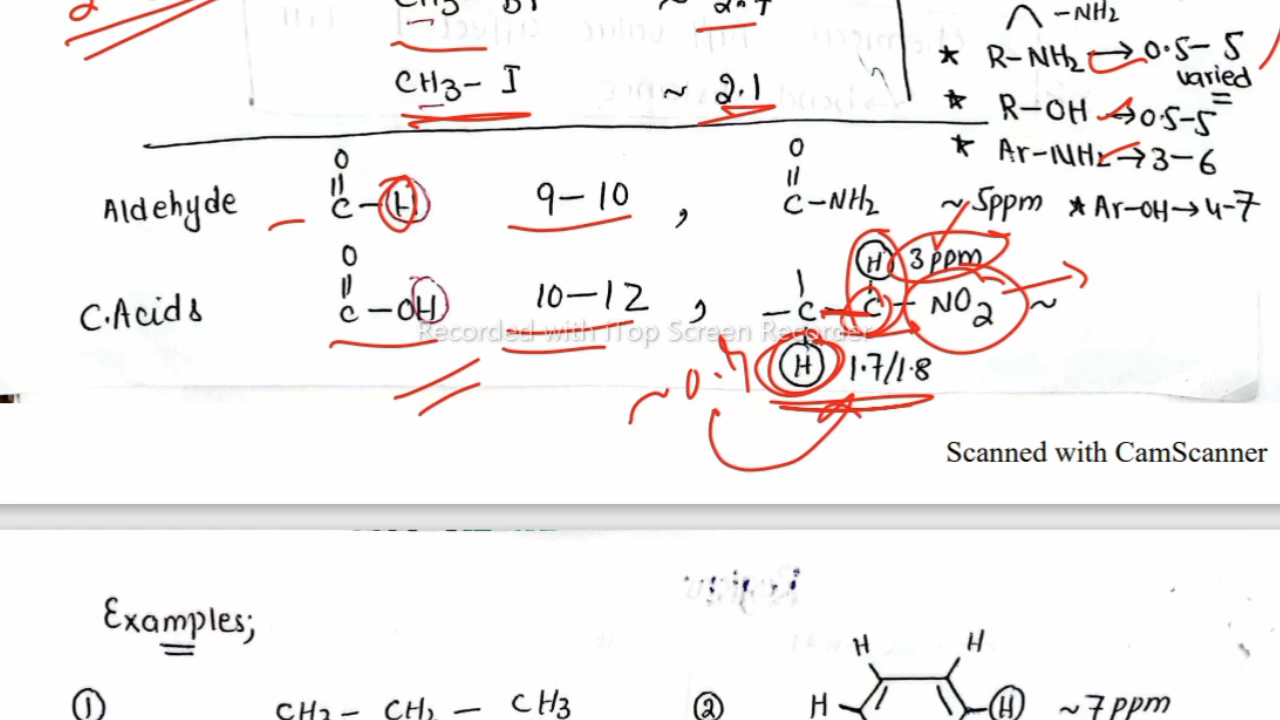 CH3- I ~ 2.1
∧ -NH2
* R-NH2 → 0.5-5
varied
* R-OH → 0.5-5
* Ar-NH2 → 3-6
O
||
Aldehyde C-H 9-10 ,
O
||
C-NH2 ~5ppm * Ar-OH → 4-7
O
||
C.Acids C-OH 10-12 ,
H 3ppm
-C-C-NO2 ~
H 1.7/1.8
~0.9
Recorded with iTop Screen Recorder
Scanned with CamScanner
Examples;
① CH3- CH2- CH3
② H H
H H ~7ppm